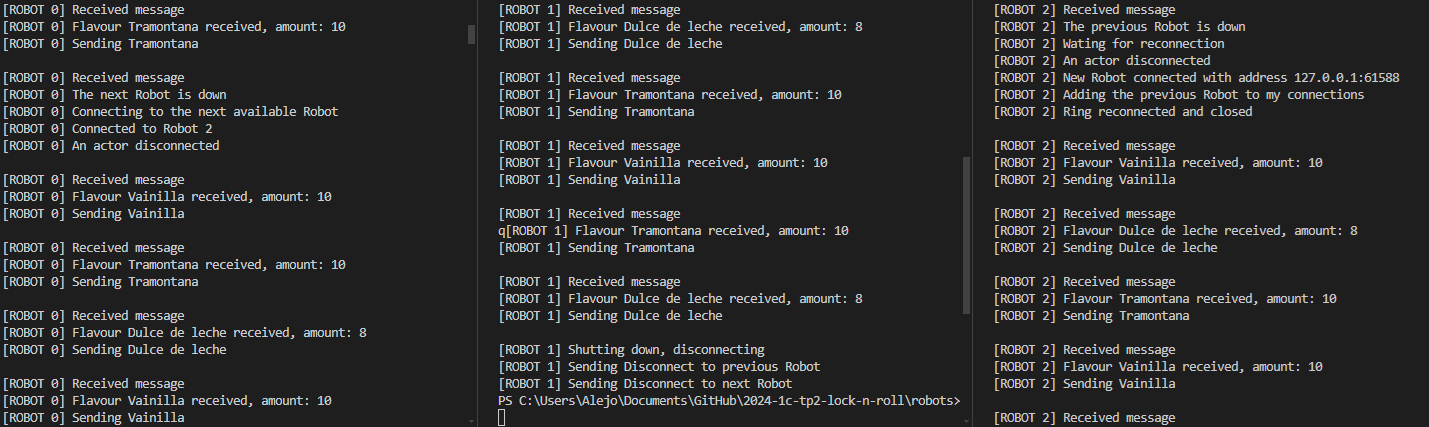 [ROBOT 0] Received message
[ROBOT 0] Flavour Tramontana received, amount: 10
[ROBOT 0] Sending Tramontana
[ROBOT 0] Received message
[ROBOT 0] The next Robot is down
[ROBOT 0] Connecting to the next available Robot
[ROBOT 0] Connected to Robot 2
[ROBOT 0] An actor disconnected
[ROBOT 0] Received message
[ROBOT 0] Flavour Vainilla received, amount: 10
[ROBOT 0] Sending Vainilla
[ROBOT 0] Received message
[ROBOT 0] Flavour Tramontana received, amount: 10
[ROBOT 0] Sending Tramontana
[ROBOT 0] Received message
[ROBOT 0] Flavour Dulce de leche received, amount: 8
[ROBOT 0] Sending Dulce de leche
[ROBOT 0] Received message
[ROBOT 0] Flavour Vainilla received, amount: 10
[ROBOT 0] Sending Vainilla
[ROBOT 1] Received message
[ROBOT 1] Flavour Dulce de leche received, amount: 8
[ROBOT 1] Sending Dulce de leche
[ROBOT 1] Received message
[ROBOT 1] Flavour Tramontana received, amount: 10
[ROBOT 1] Sending Tramontana
[ROBOT 1] Received message
[ROBOT 1] Flavour Vainilla received, amount: 10
[ROBOT 1] Sending Vainilla
[ROBOT 1] Received message
q[ROBOT 1] Flavour Tramontana received, amount: 10
[ROBOT 1] Sending Tramontana
[ROBOT 1] Received message
[ROBOT 1] Flavour Dulce de leche received, amount: 8
[ROBOT 1] Sending Dulce de leche
[ROBOT 1] Shutting down, disconnecting
[ROBOT 1] Sending Disconnect to previous Robot
[ROBOT 1] Sending Disconnect to next Robot
PS C:\Users\Alejo\Documents\GitHub\2024-1c-tp2-lock-n-roll\robots>
[ROBOT 2] Received message
[ROBOT 2] The previous Robot is down
[ROBOT 2] Wating for reconnection
[ROBOT 2] An actor disconnected
[ROBOT 2] New Robot connected with address 127.0.0.1:61588
[ROBOT 2] Adding the previous Robot to my connections
[ROBOT 2] Ring reconnected and closed
[ROBOT 2] Received message
[ROBOT 2] Flavour Vainilla received, amount: 10
[ROBOT 2] Sending Vainilla
[ROBOT 2] Received message
[ROBOT 2] Flavour Dulce de leche received, amount: 8
[ROBOT 2] Sending Dulce de leche
[ROBOT 2] Received message
[ROBOT 2] Flavour Tramontana received, amount: 10
[ROBOT 2] Sending Tramontana
[ROBOT 2] Received message
[ROBOT 2] Flavour Vainilla received, amount: 10
[ROBOT 2] Sending Vainilla
[ROBOT 2] Received message